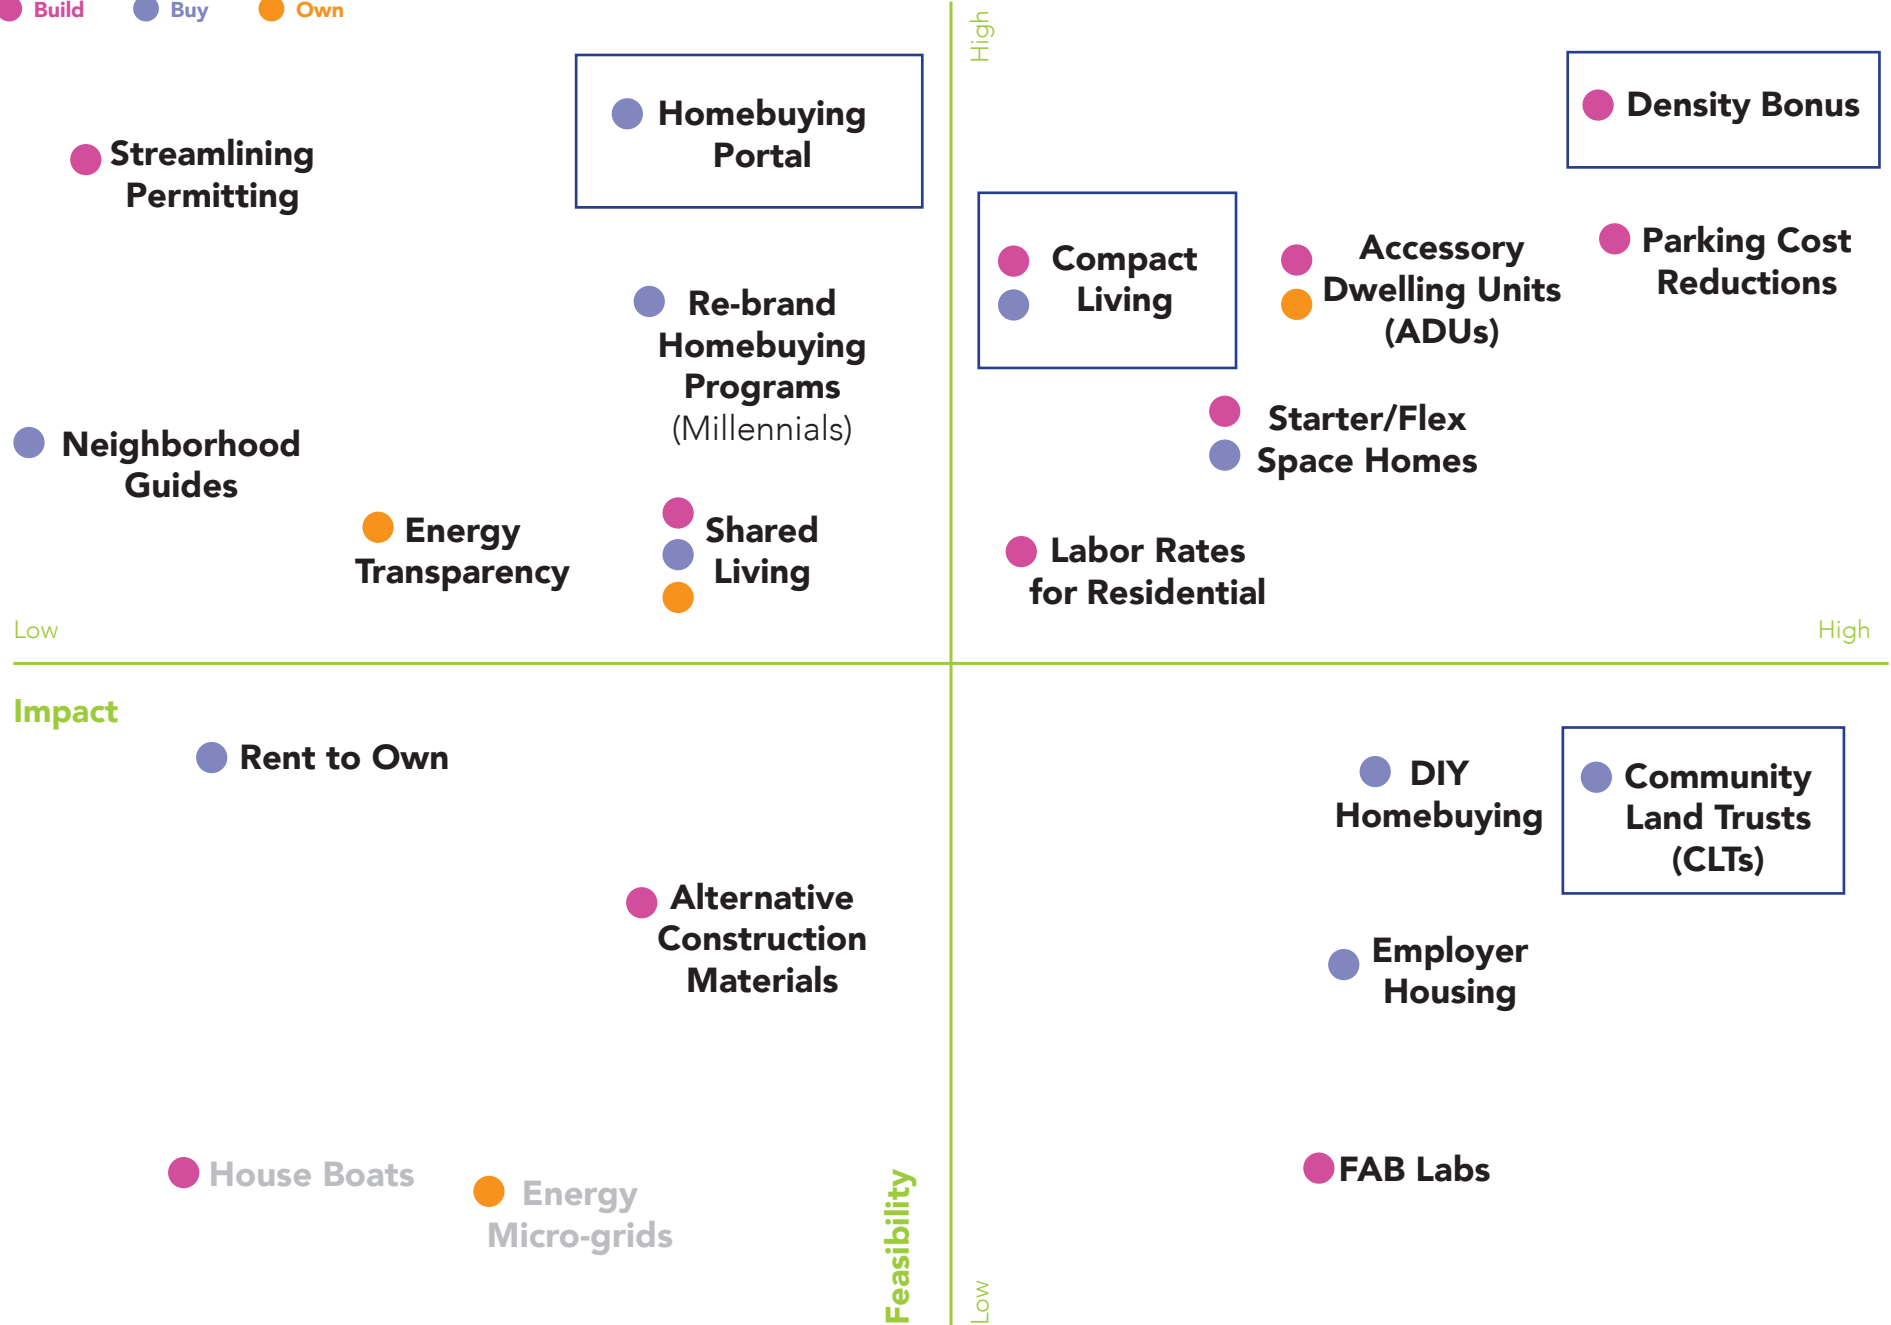 Build
Buy
Own
High
Homebuying
Portal
Density Bonus
Streamlining
Permitting
Compact
Living
Accessory
Dwelling Units
(ADUs)
Parking Cost
Reductions
Re-brand
Homebuying
Programs
(Millennials)
Neighborhood
Guides
Starter/Flex
Space Homes
Energy
Transparency
Shared
Living
Labor Rates
for Residential
Low
High
Impact
Rent to Own
DIY
Homebuying
Community
Land Trusts
(CLTs)
Alternative
Construction
Materials
Employer
Housing
House Boats
Energy
Micro-grids
FAB Labs
Feasibility
Low